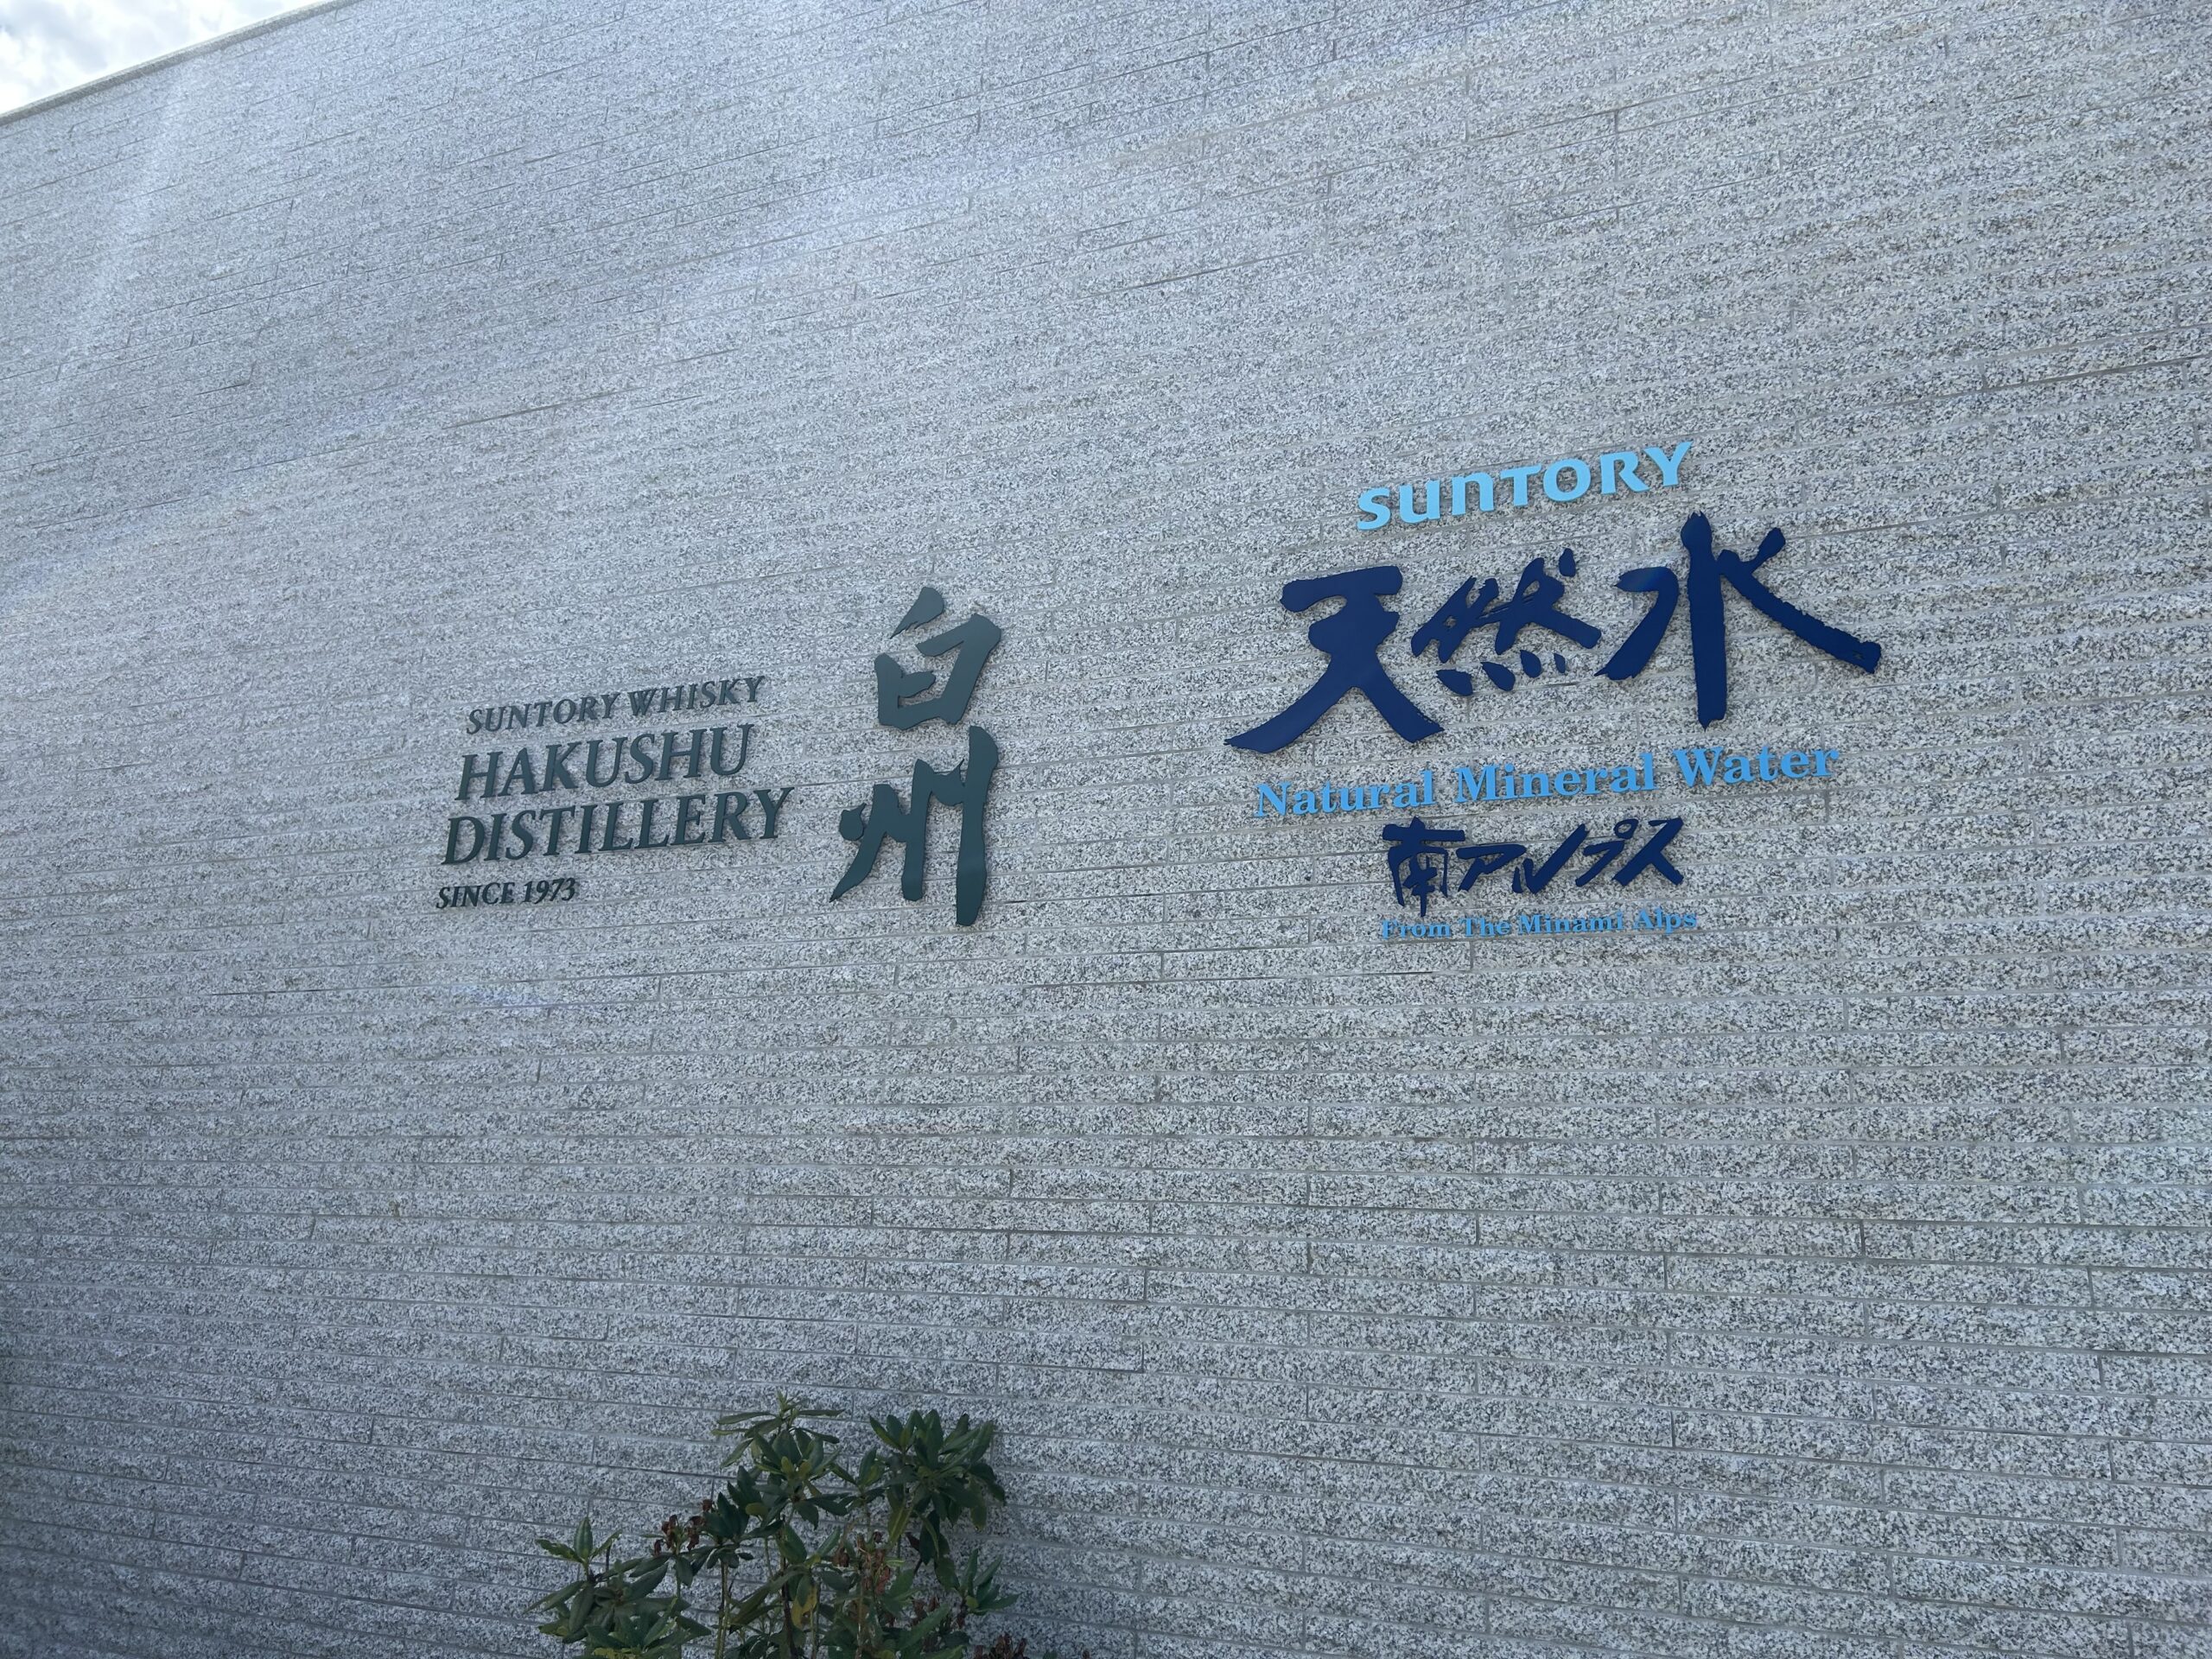 SUNTORY WHISKY
HAKUSHU
DISTILLERY
SINCE 1973
白州
SUNTORY
天然水
Natural Mineral Water
南アルプス
From The Minami Alps